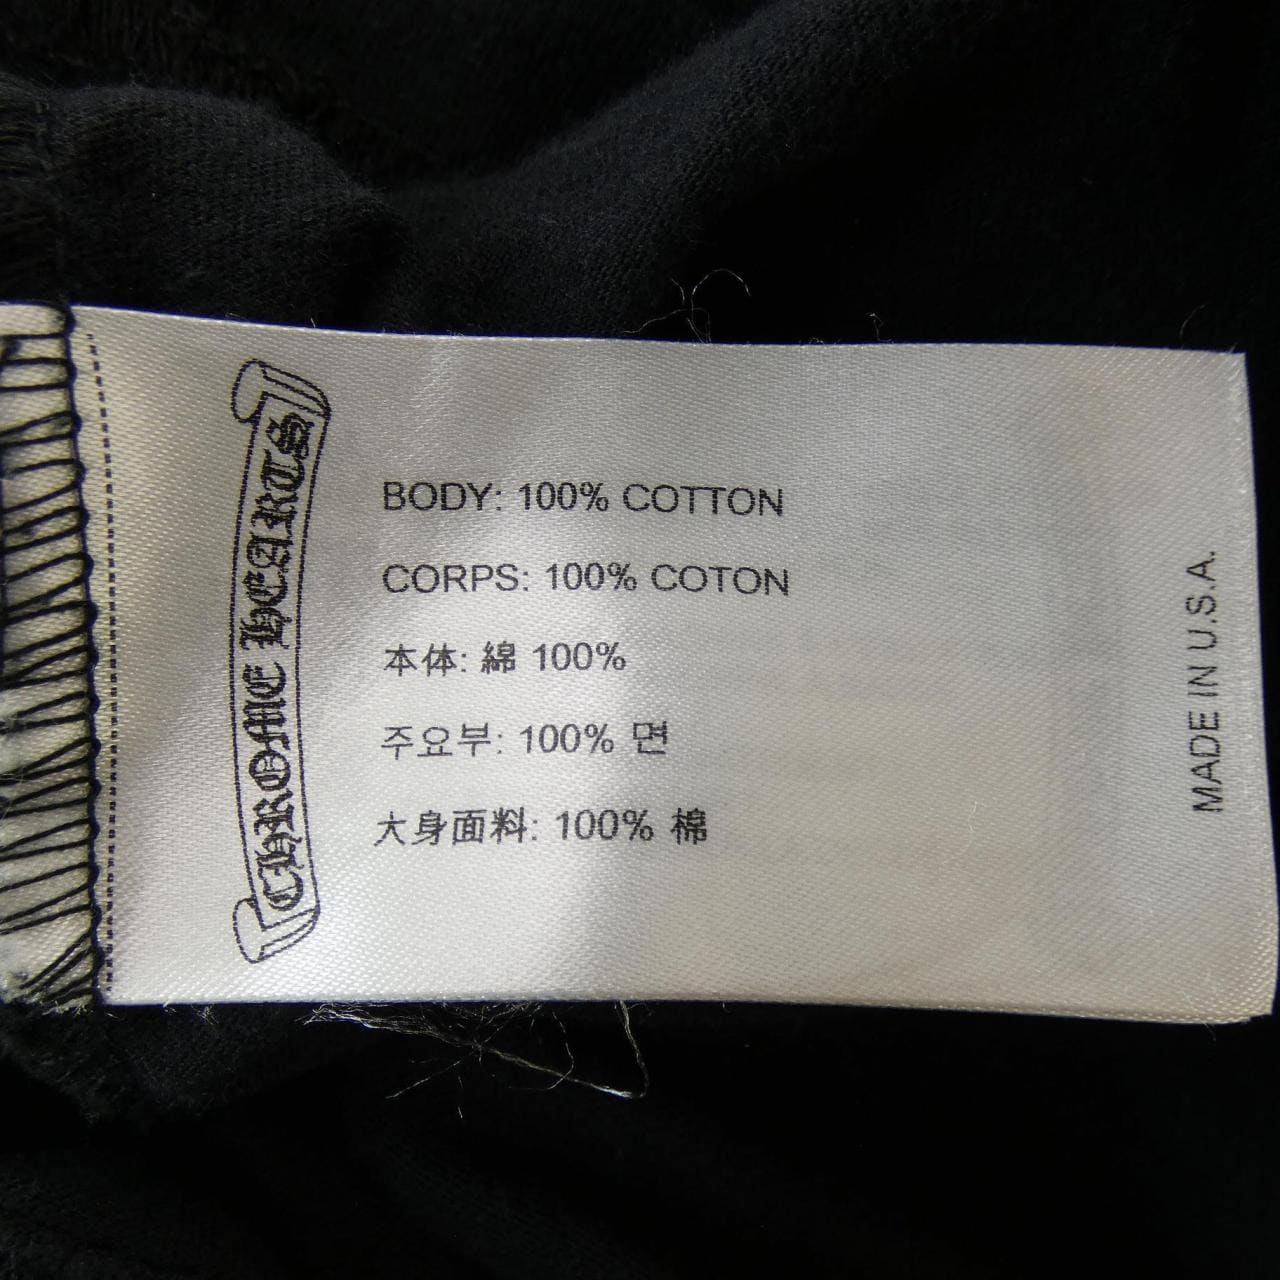 CHROME HEARTS
BODY: 100% COTTON
CORPS: 100% COTON
本体: 綿 100%
주요부: 100% 면
大身面料: 100% 棉
MADE IN U.S.A.